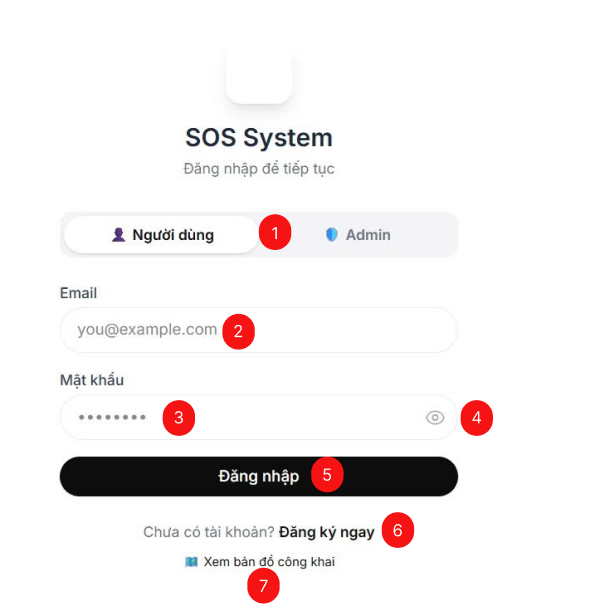 SOS System
Đăng nhập để tiếp tục
Người dùng 1 Admin
Email
you@example.com 2
Mật khẩu
•••••••• 3 4
Đăng nhập 5
Chưa có tài khoản? Đăng ký ngay 6
Xem bản đồ công khai
7